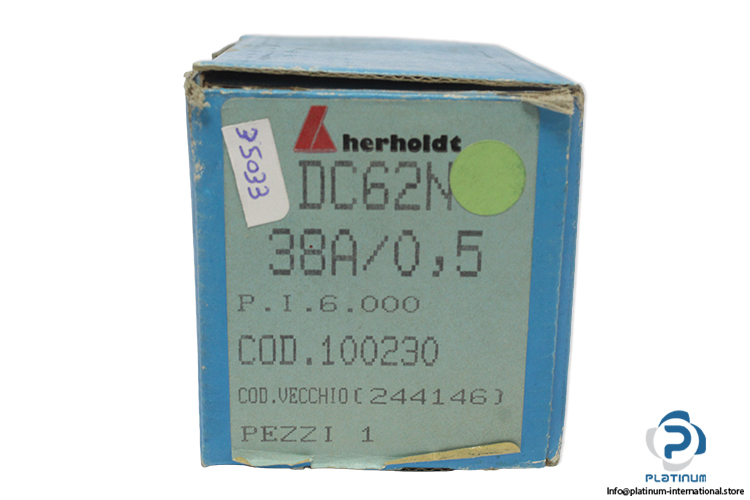 herholdt
35033
DC62N
38A/0,5
P.I.6.000
COD.100230
COD.VECCHIO(244146)
PEZZI 1
PLATINUM
Info@platinum-international.store